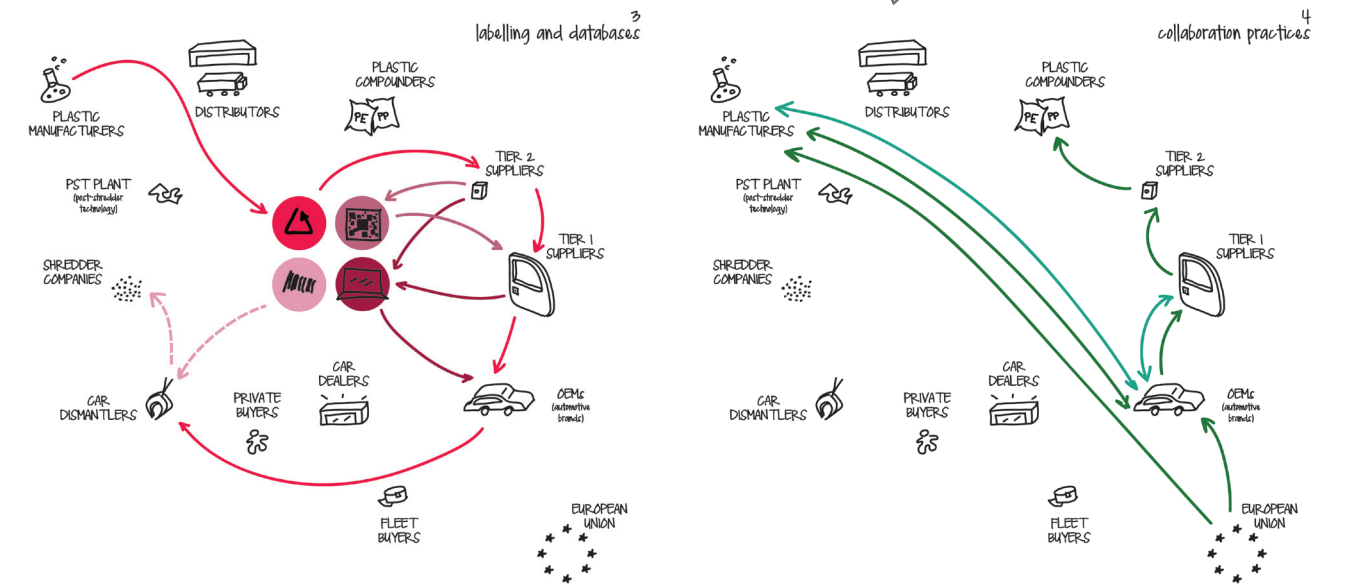 3
labelling and databases
PLASTIC
MANUFACTURERS
DISTRIBUTORS
PLASTIC
COMPOUNDERS
PE PP
TIER 2
SUPPLIERS
PST PLANT
(post-shredder
technology)
TIER 1
SUPPLIERS
SHREDDER
COMPANIES
CAR
DISMANTLERS
PRIVATE
BUYERS
CAR
DEALERS
OEMs
(automotive
brands)
FLEET
BUYERS
EUROPEAN
UNION
4
collaboration practices
PLASTIC
MANUFACTURERS
DISTRIBUTORS
PLASTIC
COMPOUNDERS
PE PP
TIER 2
SUPPLIERS
PST PLANT
(post-shredder
technology)
TIER 1
SUPPLIERS
SHREDDER
COMPANIES
CAR
DISMANTLERS
PRIVATE
BUYERS
CAR
DEALERS
OEMs
(automotive
brands)
FLEET
BUYERS
EUROPEAN
UNION